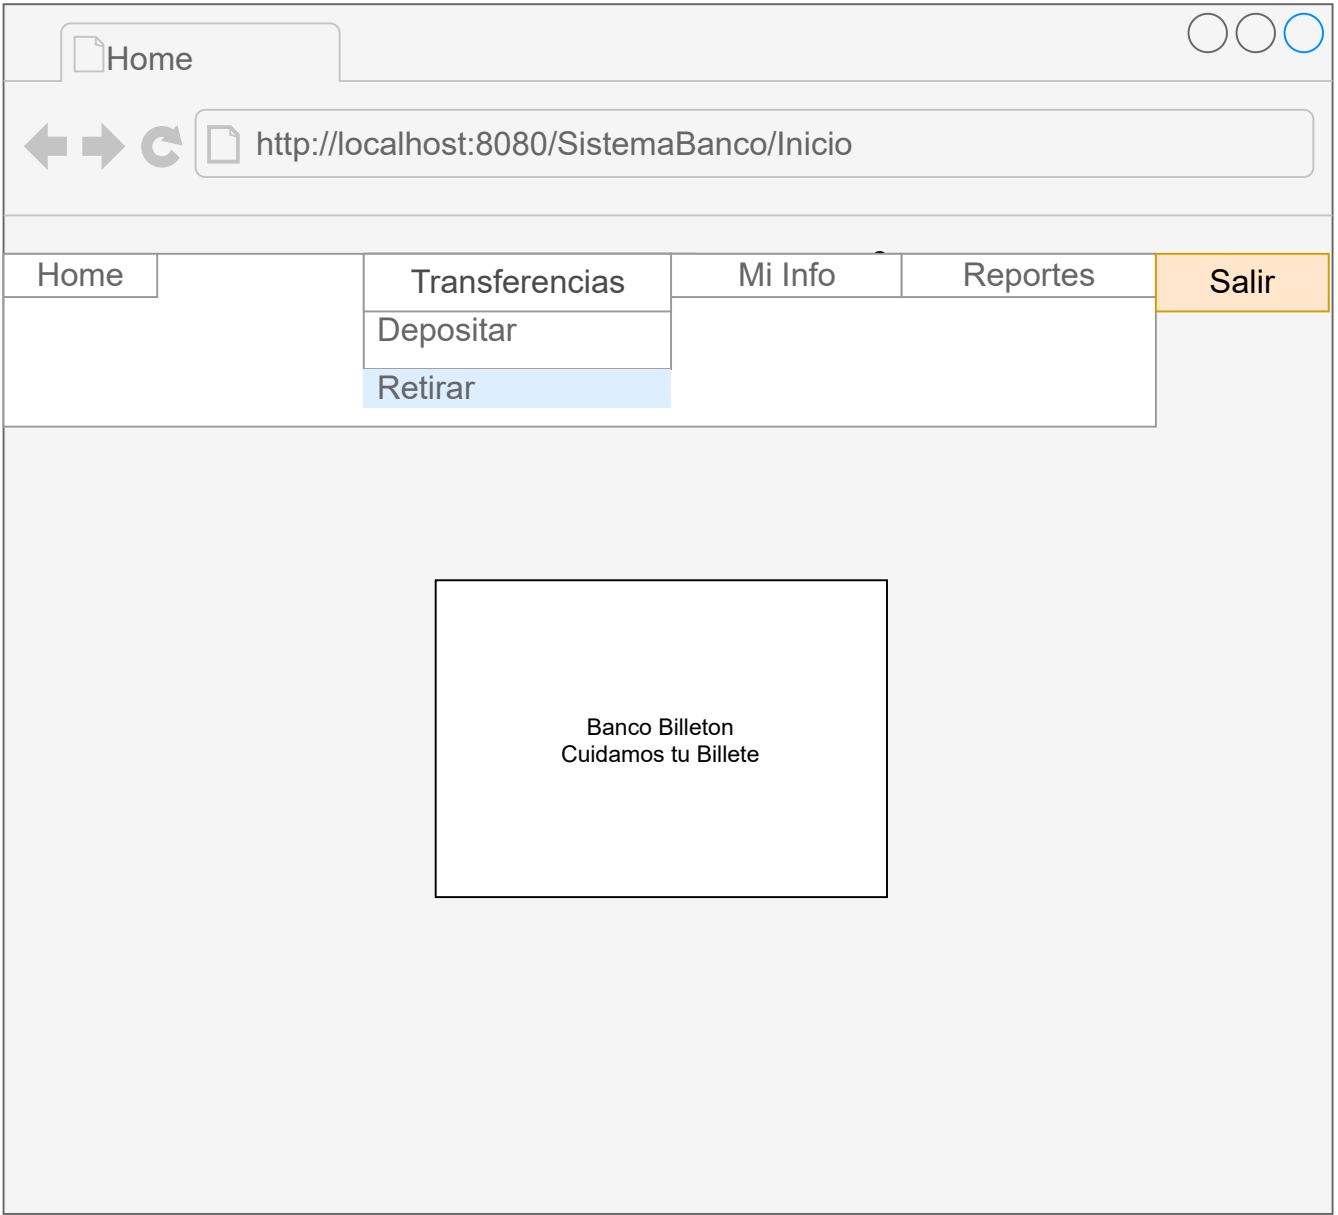 Home
http://localhost:8080/SistemaBanco/Inicio
Home
Transferencias
Mi Info
Reportes
Salir
Depositar
Retirar
Banco Billeton
Cuidamos tu Billete